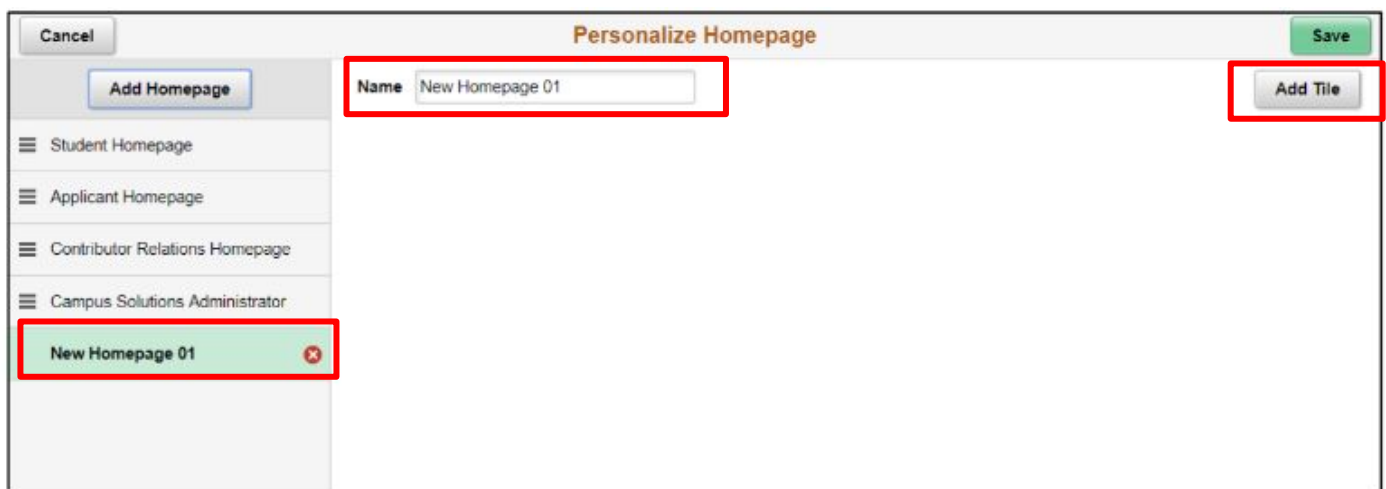 Cancel
Personalize Homepage
Save
Add Homepage
Name New Homepage 01
Add Tile
Student Homepage
Applicant Homepage
Contributor Relations Homepage
Campus Solutions Administrator
New Homepage 01